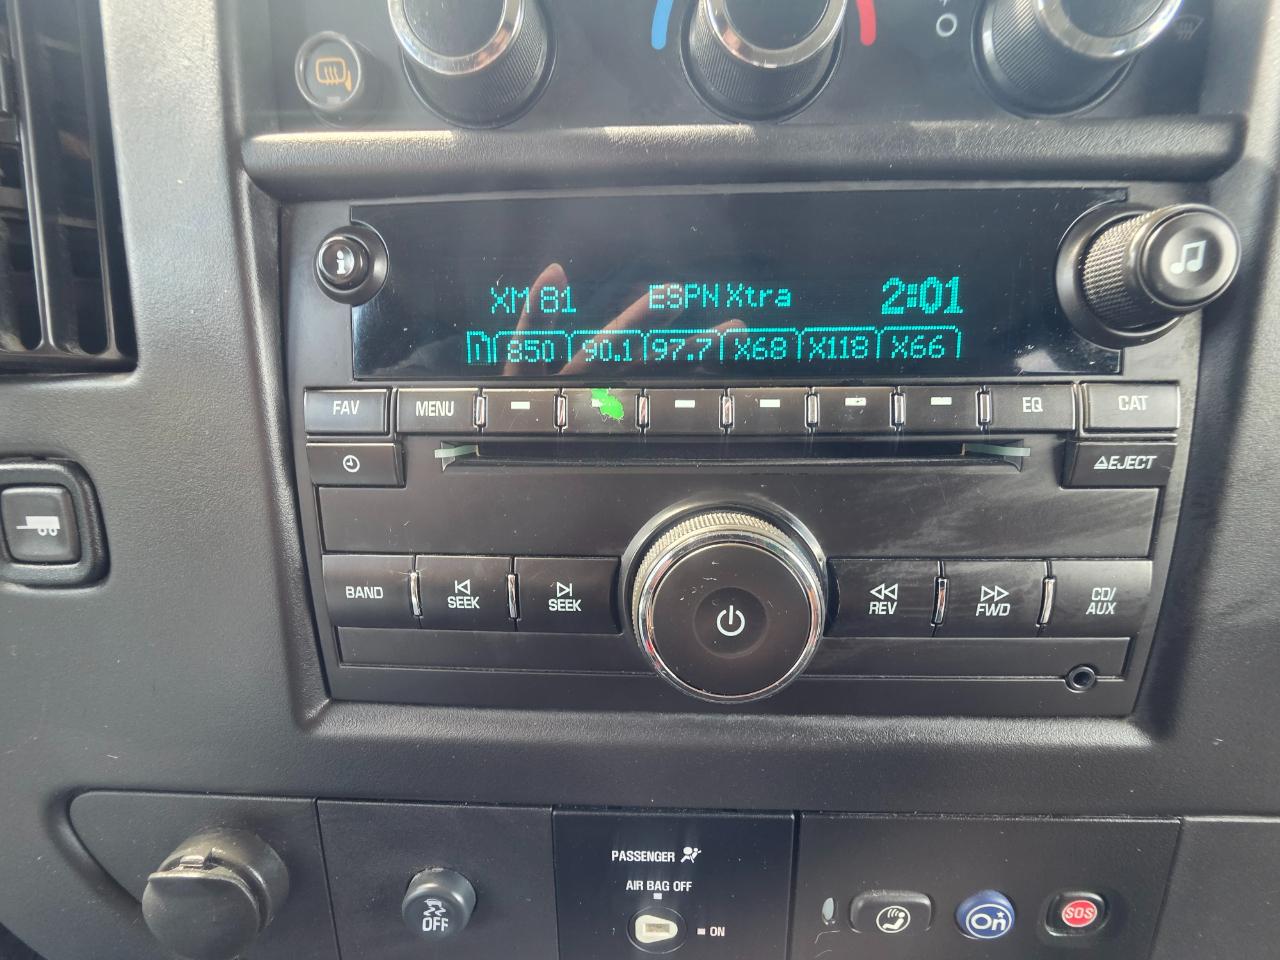 XM 81 ESPN Xtra 2:01
850 90.1 97.7 X68 X118 X66
FAV MENU EQ CAT
EJECT
BAND SEEK SEEK REV FWD CD/
AUX
PASSENGER
AIR BAG OFF
ON
OFF
On
SOS